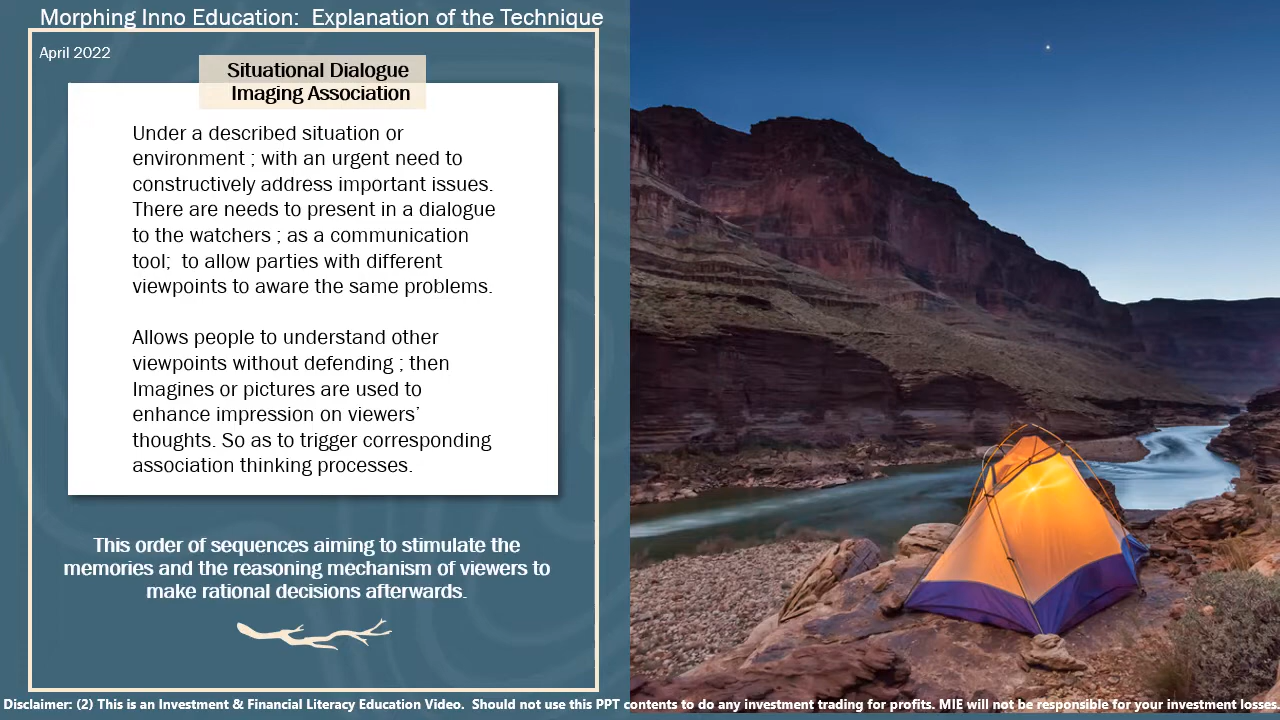 Morphing Inno Education:  Explanation of the Technique
April 2022
Situational Dialogue
Imaging Association
Under a described situation or
environment ; with an urgent need to
constructively address important issues.
There are needs to present in a dialogue
to the watchers ; as a communication
tool;  to allow parties with different
viewpoints to aware the same problems.
Allows people to understand other
viewpoints without defending ; then
Imagines or pictures are used to
enhance impression on viewers’
thoughts. So as to trigger corresponding
association thinking processes.
This order of sequences aiming to stimulate the
memories and the reasoning mechanism of viewers to
make rational decisions afterwards.
Disclaimer: (2) This is an Investment & Financial Literacy Education Video.  Should not use this PPT contents to do any investment trading for profits. MIE will not be responsible for your investment losses.